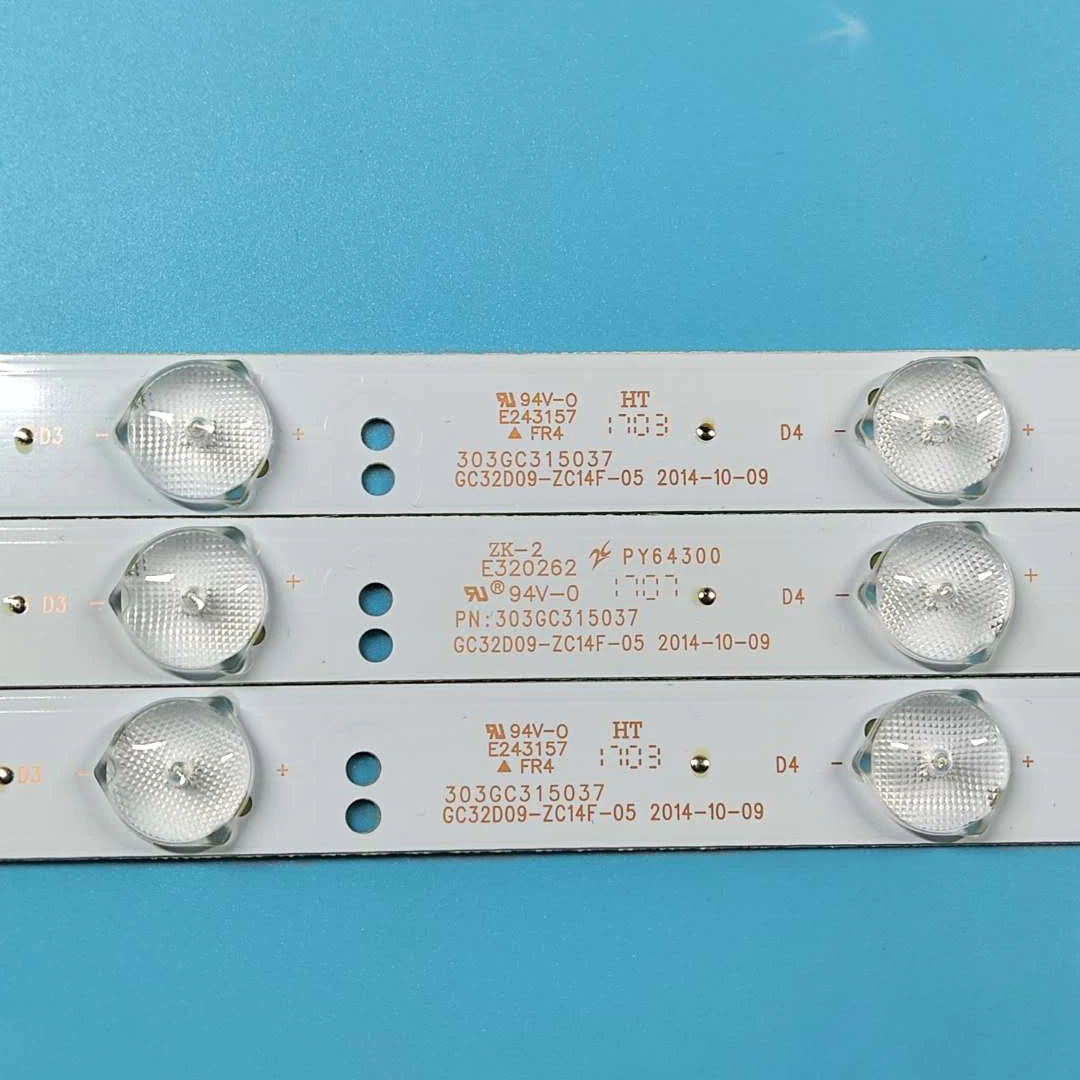 94V-0 HT
E243157
FR4 1703
D3 - + D4 - +
303GC315037
GC32D09-ZC14F-05 2014-10-09
ZK-2 PY64300
E320262
® 94V-0 1707
D3 - + D4 - +
PN:303GC315037
GC32D09-ZC14F-05 2014-10-09
94V-0 HT
E243157
FR4 1703
D3 - + D4 - +
303GC315037
GC32D09-ZC14F-05 2014-10-09